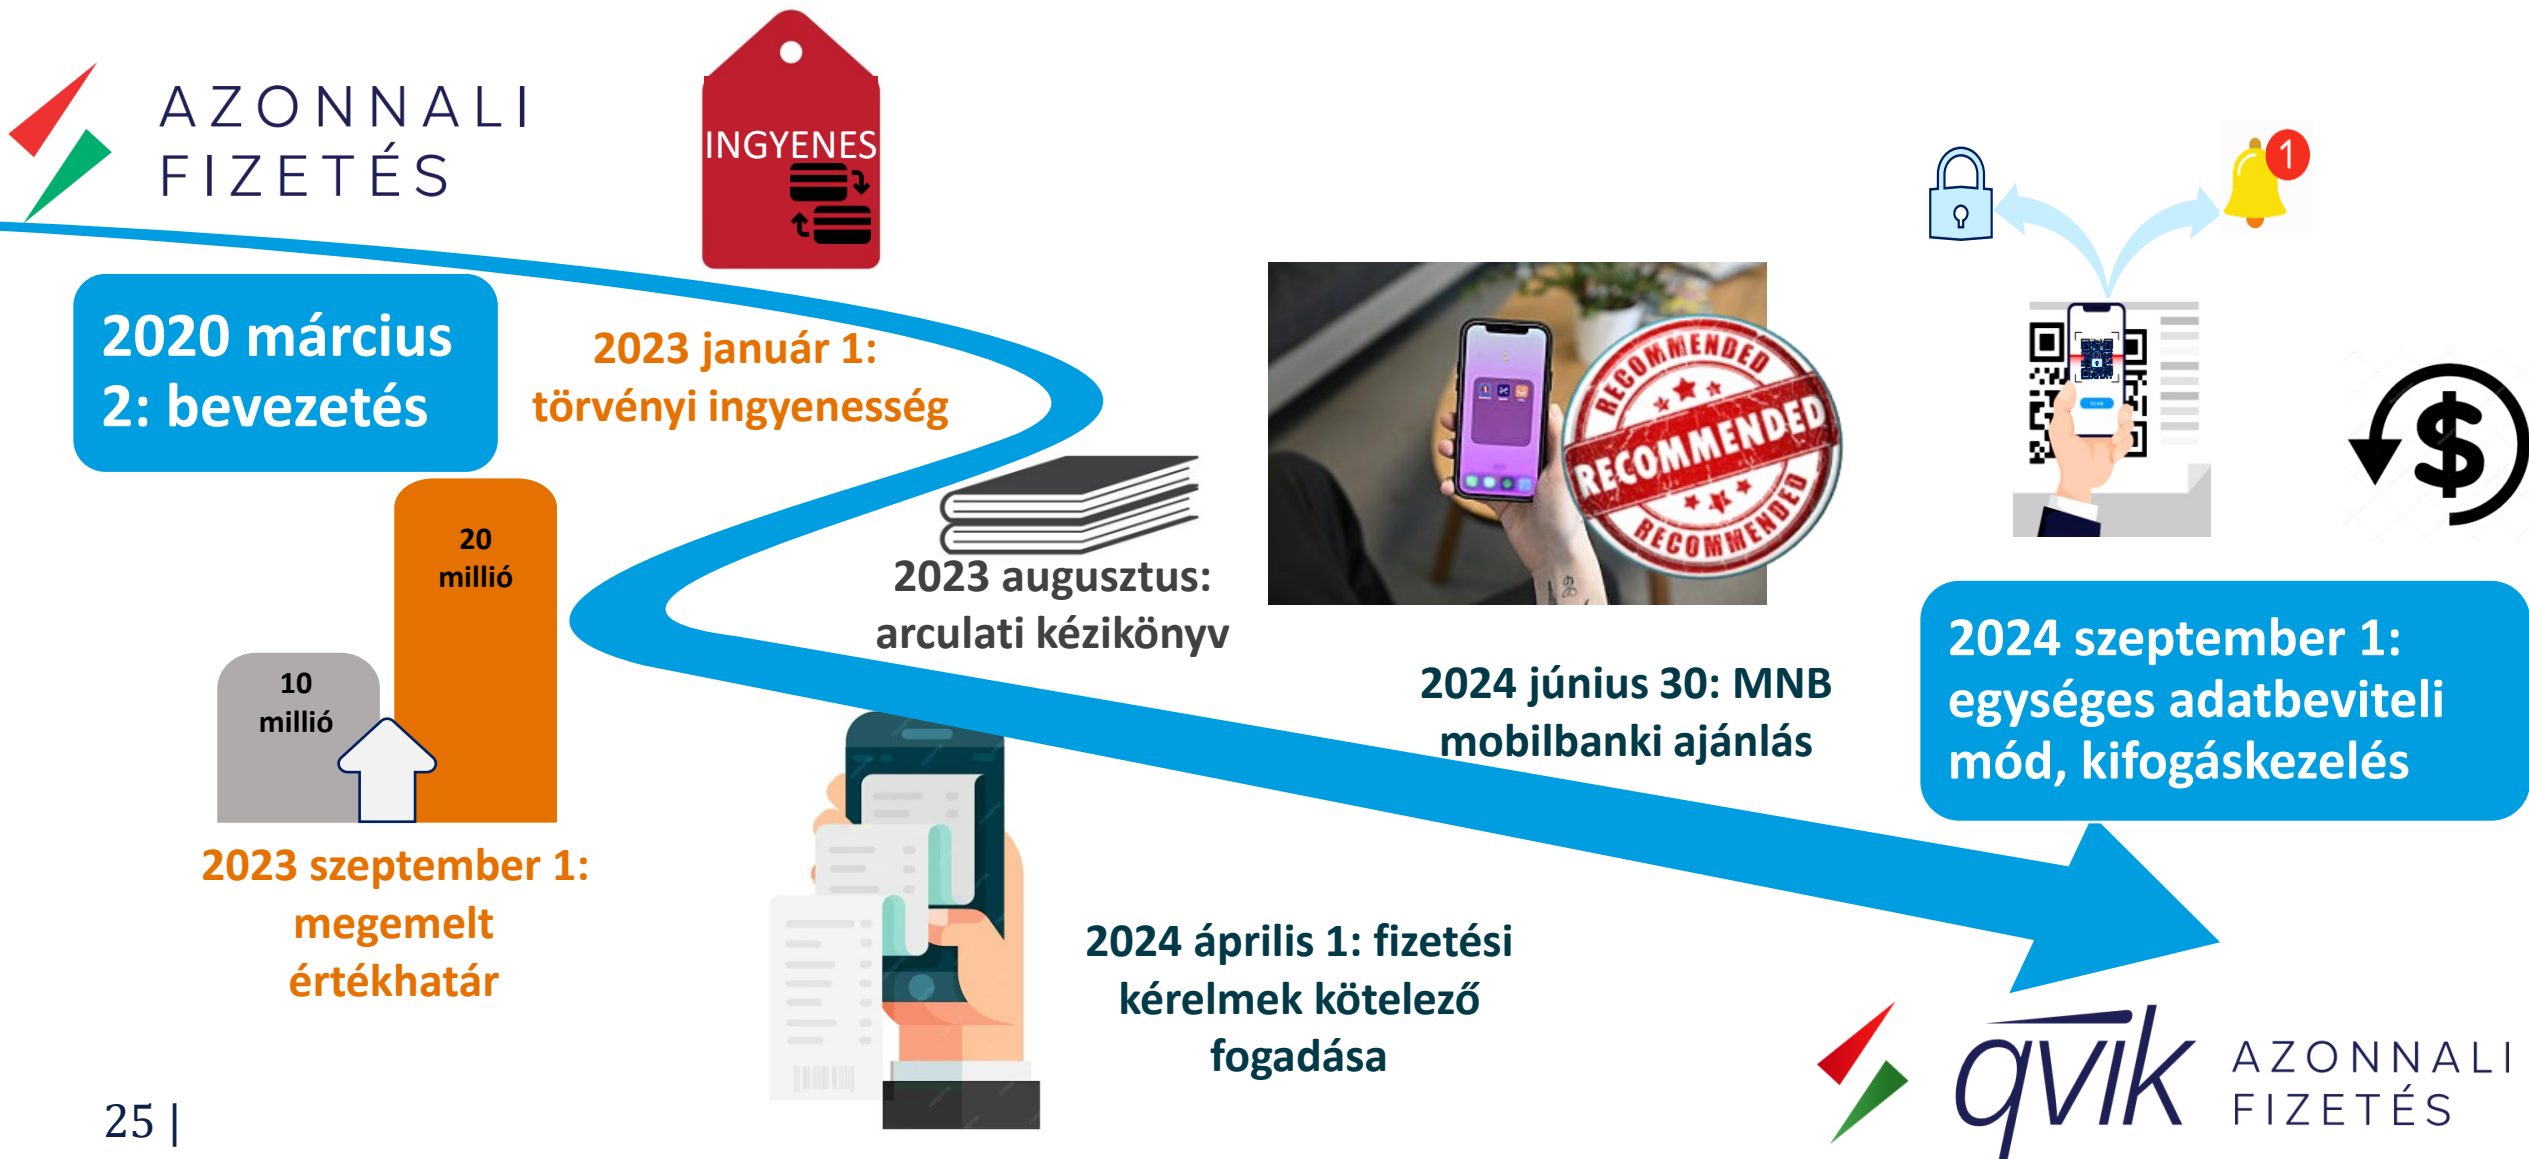 AZONNALI
FIZETÉS
INGYENES
1
2020 március
2: bevezetés
2023 január 1:
törvényi ingyenesség
20
millió
10
millió
2023 augusztus:
arculati kézikönyv
RECOMMENDED
RECOMMENDED
RECOMMENDED
2024 június 30: MNB
mobilbanki ajánlás
2024 szeptember 1:
egységes adatbeviteli
mód, kifogáskezelés
2023 szeptember 1:
megemelt
értékhatár
2024 április 1: fizetési
kérelmek kötelező
fogadása
qvik AZONNALI
FIZETÉS
25 |